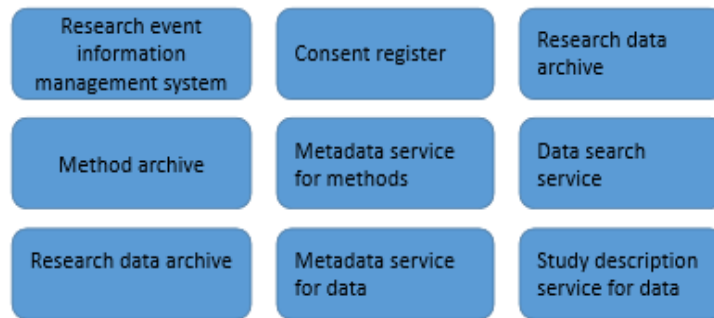 Research event
information
management system
Consent register
Research data
archive
Method archive
Metadata service
for methods
Data search
service
Research data archive
Metadata service
for data
Study description
service for data